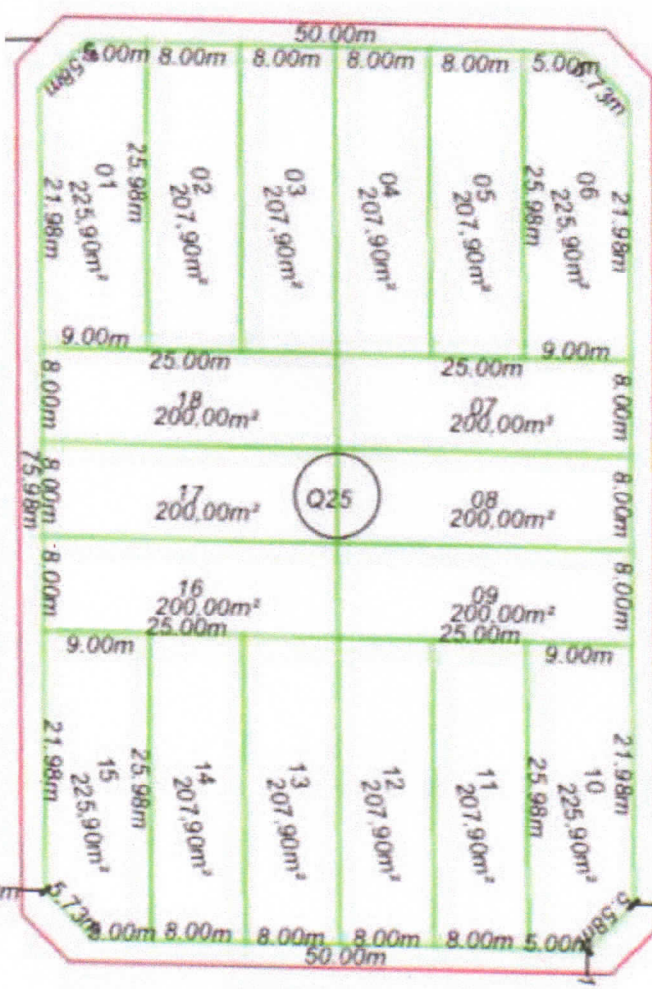 50.00m
5.58m
8.00m
8.00m
8.00m
8.00m
5.00m
5.73m
21.98m
01
225,90m²
25.98m
02
207,90m²
03
207,90m²
04
207,90m²
05
207,90m²
25.98m
06
225,90m²
21.98m
9.00m
9.00m
25.00m
25.00m
8.00m
18
200,00m²
07
200,00m²
8.00m
75.98m
8.00m
17
200,00m²
Q25
08
200,00m²
8.00m
8.00m
16
200,00m²
09
200,00m²
8.00m
25.00m
25.00m
9.00m
9.00m
21.98m
15
225,90m²
25.98m
14
207,90m²
13
207,90m²
12
207,90m²
11
207,90m²
25.98m
10
225,90m²
21.98m
m
5.73m
5.58m
8.00m
8.00m
8.00m
8.00m
5.00m
50.00m